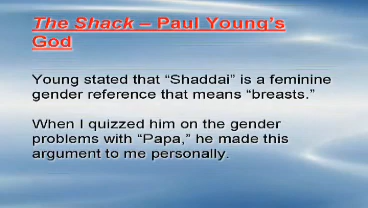 The Shack – Paul Young’s
God
Young stated that “Shaddai” is a feminine
gender reference that means “breasts.”
When I quizzed him on the gender
problems with “Papa,” he made this
argument to me personally.